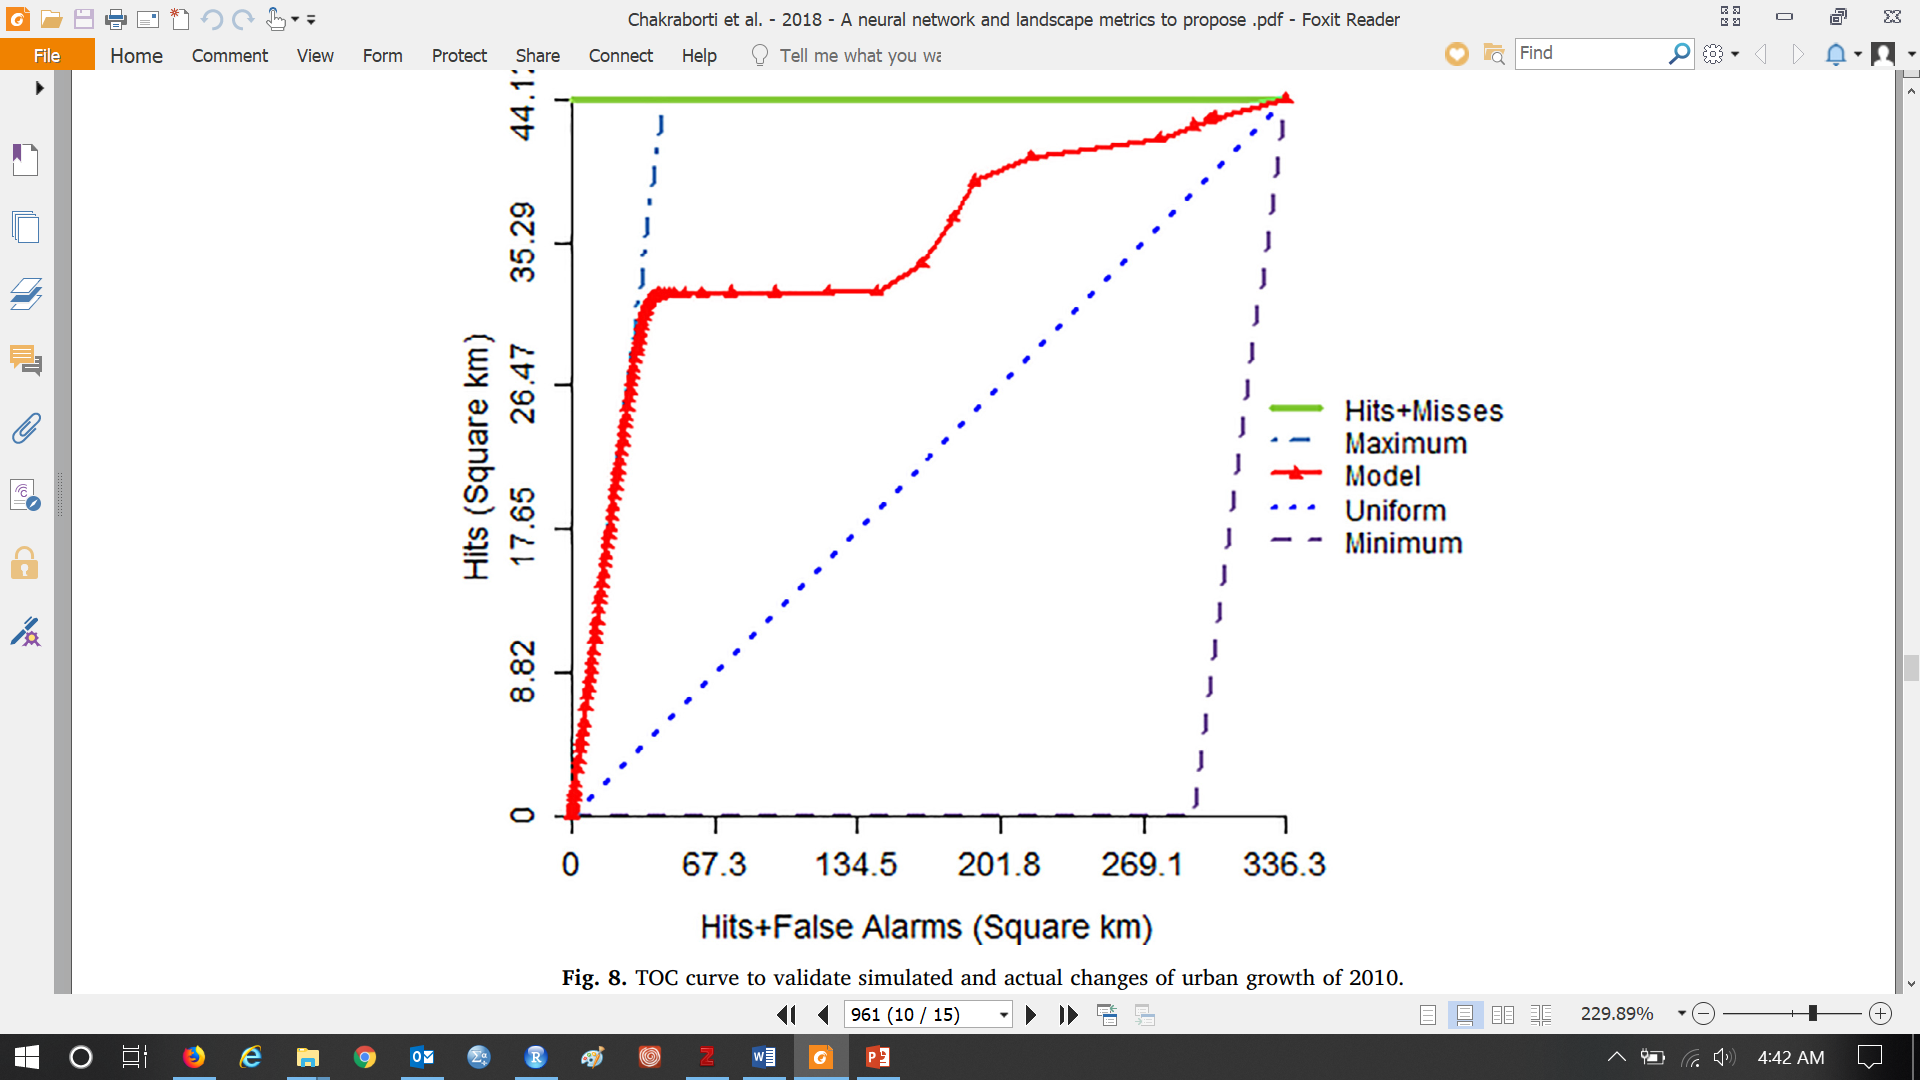 Chakraborti et al. - 2018 - A neural network and landscape metrics to propose .pdf - Foxit Reader
File Home Comment View Form Protect Share Connect Help Tell me what you wa Find
35.29
26.47
17.65
8.82
0
Hits (Square km)
0 67.3 134.5 201.8 269.1 336.3
Hits+False Alarms (Square km)
Hits+Misses
Maximum
Model
Uniform
Minimum
Fig. 8. TOC curve to validate simulated and actual changes of urban growth of 2010.
961 (10 / 15) 229.89%
4:42 AM